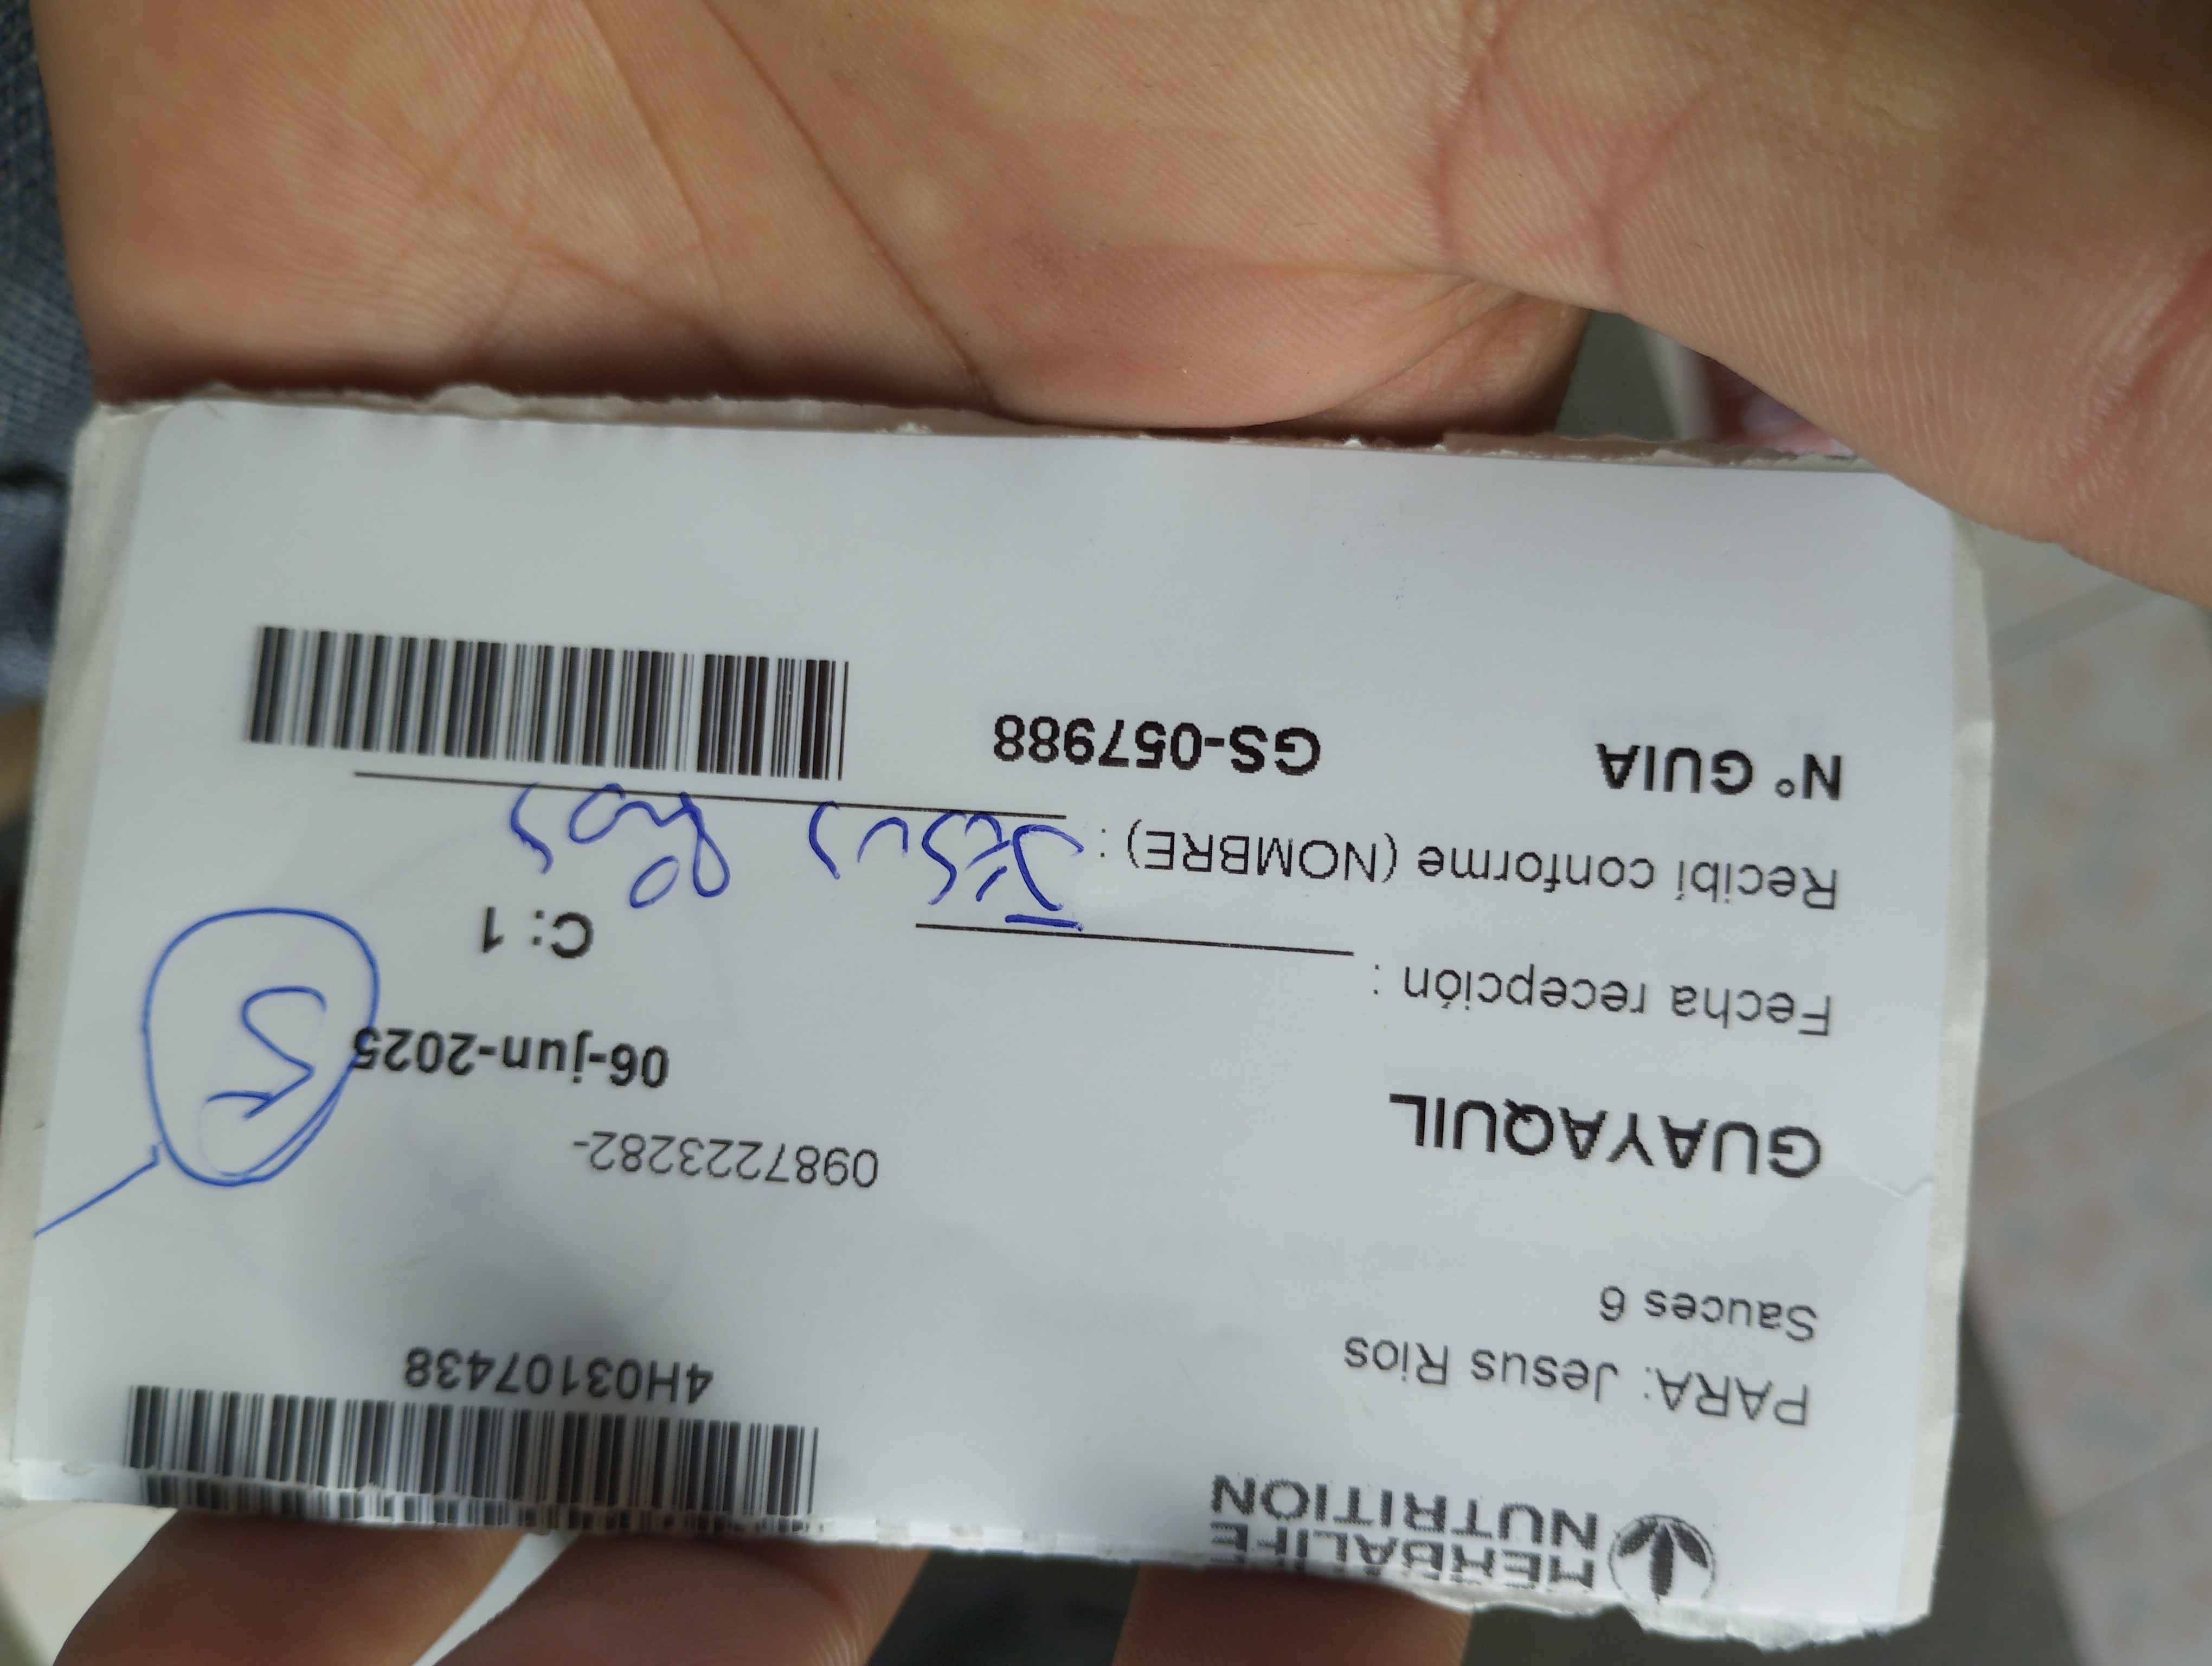 HERBALIFE
NUTRITION
4H03107438
PARA: Jesus Rios
Sauces 6
0987223282-
GUAYAQUIL
06-jun-2025
Fecha recepción :
C: 1
Recibí conforme (NOMBRE) : Jesus Rios
N° GUIA GS-057988